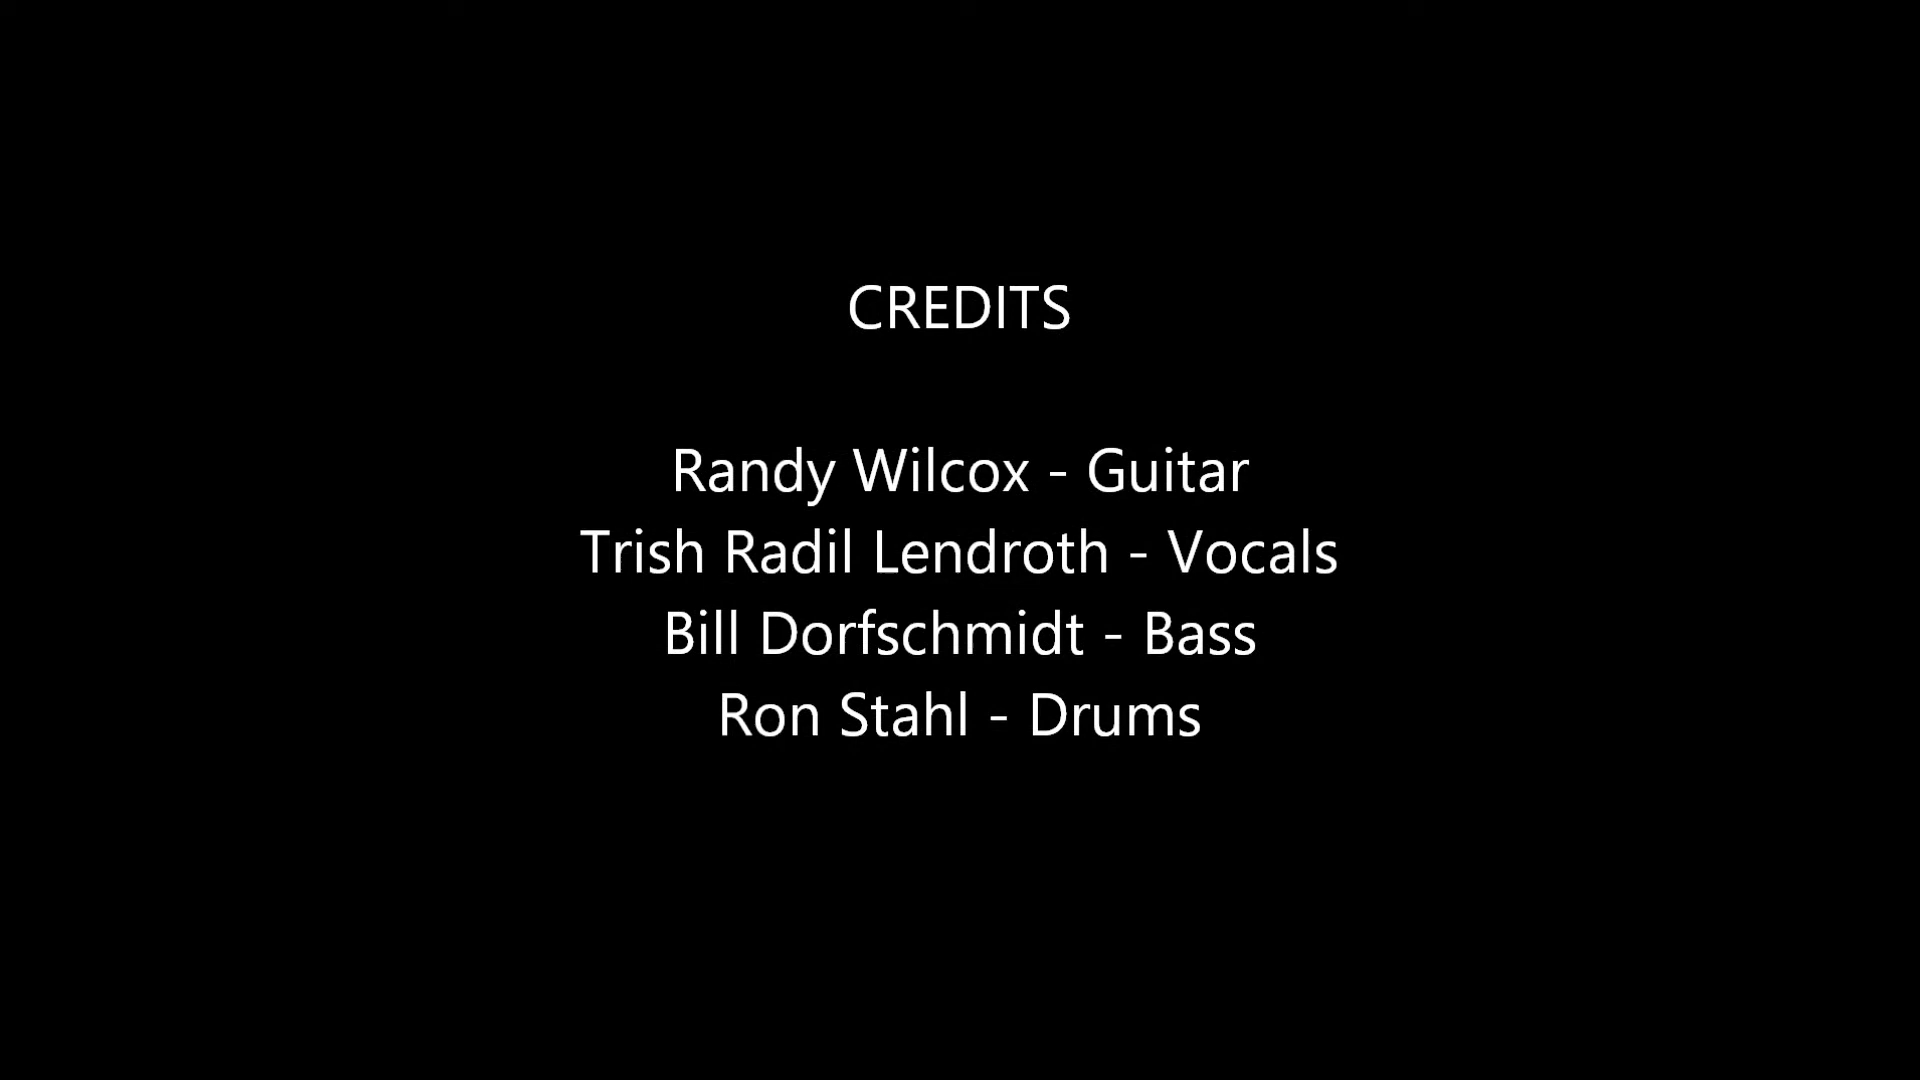 CREDITS
Randy Wilcox - Guitar
Trish Radil Lendroth - Vocals
Bill Dorfschmidt - Bass
Ron Stahl - Drums